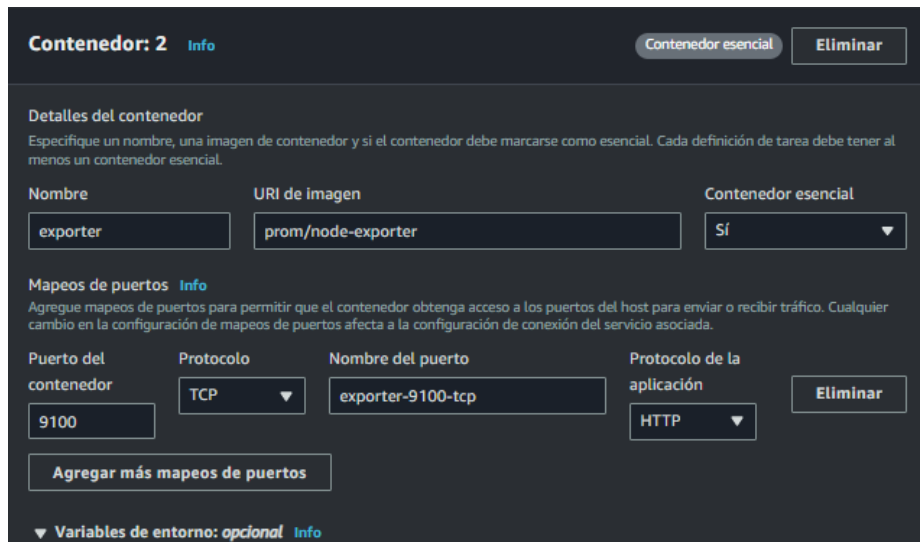 Contenedor: 2 Info
Contenedor esencial
Eliminar
Detalles del contenedor
Especifique un nombre, una imagen de contenedor y si el contenedor debe marcarse como esencial. Cada definición de tarea debe tener al
menos un contenedor esencial.
Nombre
URI de imagen
Contenedor esencial
exporter
prom/node-exporter
Sí
Mapeos de puertos Info
Agregue mapeos de puertos para permitir que el contenedor obtenga acceso a los puertos del host para enviar o recibir tráfico. Cualquier
cambio en la configuración de mapeos de puertos afecta a la configuración de conexión del servicio asociada.
Puerto del
contenedor
Protocolo
Nombre del puerto
Protocolo de la
aplicación
9100
TCP
exporter-9100-tcp
HTTP
Eliminar
Agregar más mapeos de puertos
Variables de entorno: opcional Info